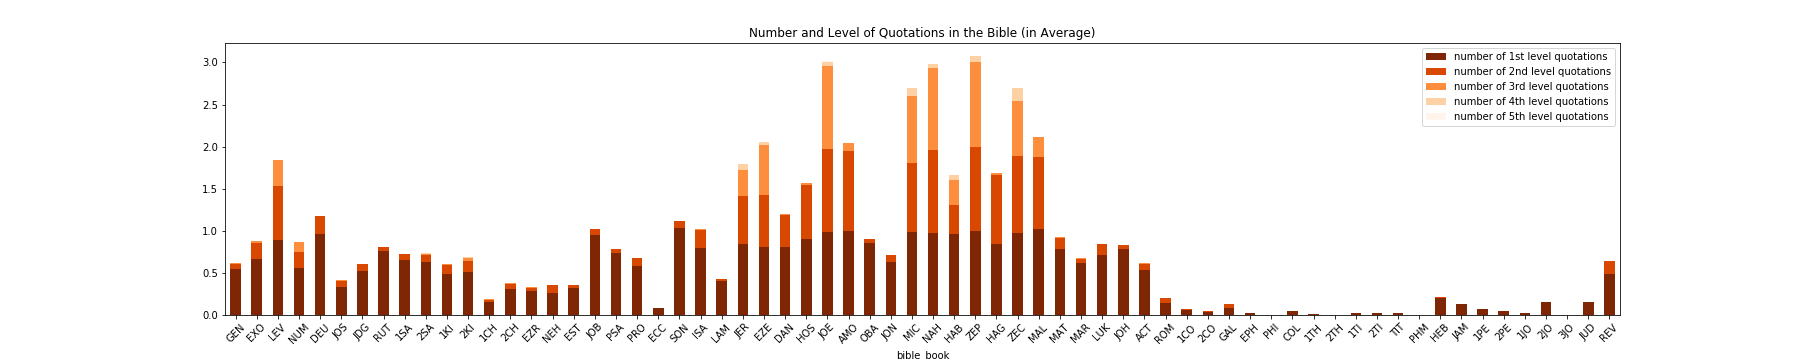 Number and Level of Quotations in the Bible (in Average)
number of 1st level quotations
number of 2nd level quotations
number of 3rd level quotations
number of 4th level quotations
number of 5th level quotations
3.0
2.5
2.0
1.5
1.0
0.5
0.0
GEN EXO LEV NUM DEU JOS JDG RUT 1SA 2SA 1KI 2KI 1CH 2CH EZR NEH EST JOB PSA PRO ECC SON ISA LAM JER EZE DAN HOS JOE AMO OBA JON MIC NAH HAB ZEP HAG ZEC MAL MAT MAR LUK JOH ACT ROM 1CO 2CO GAL EPH PHI COL 1TH 2TH 1TI 2TI TIT PHM HEB JAM 1PE 2PE 1JO 2JO 3JO JUD REV
bible_book